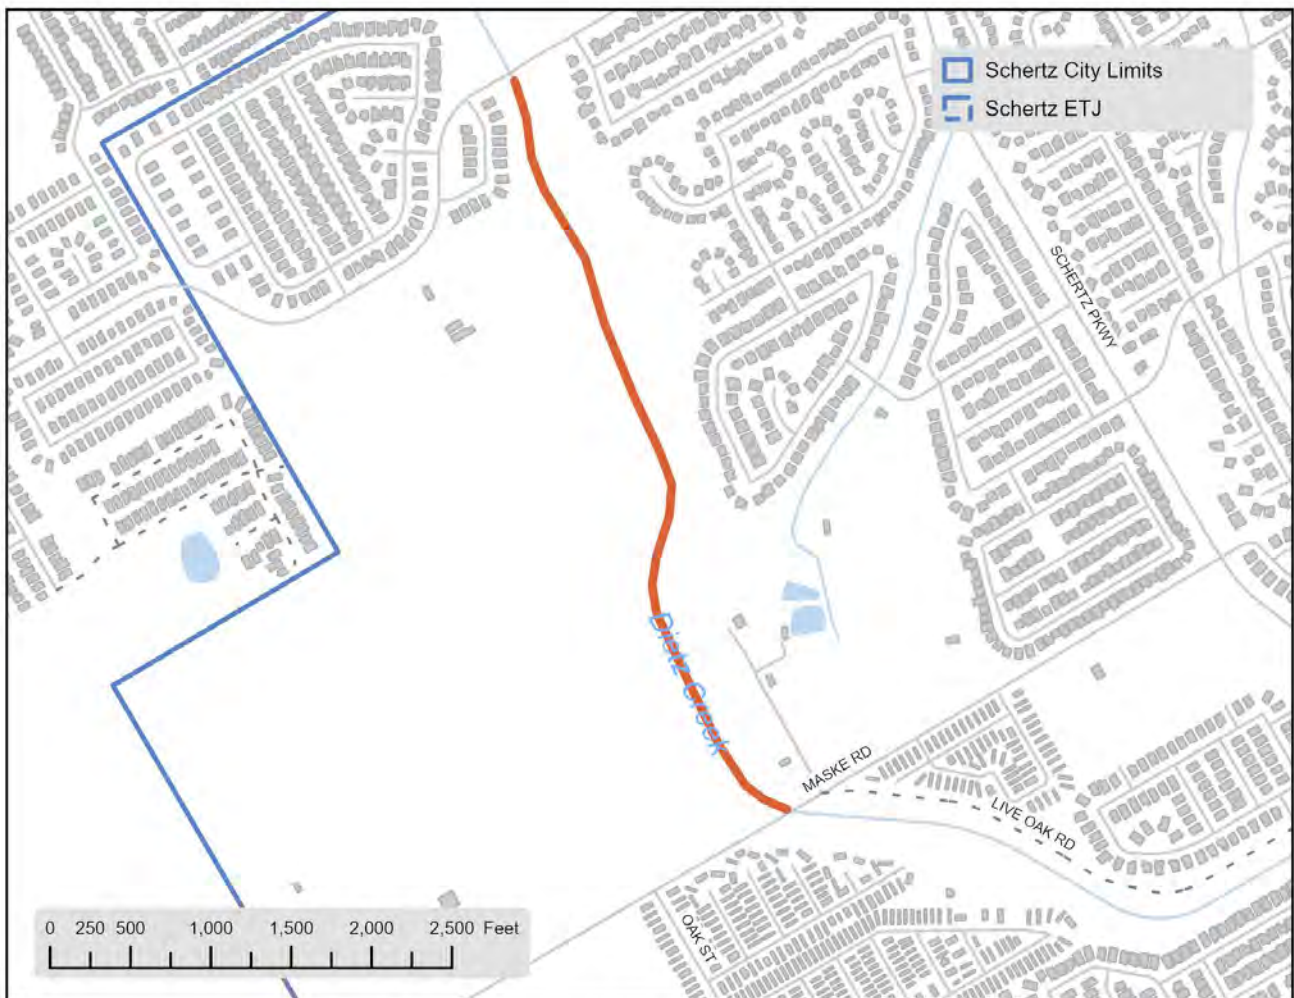 Schertz City Limits
Schertz ETJ
SCHERTZ PKWY
Dietz Creek
MASKE RD
LIVE OAK RD
OAK ST
0 250 500 1,000 1,500 2,000 2,500 Feet